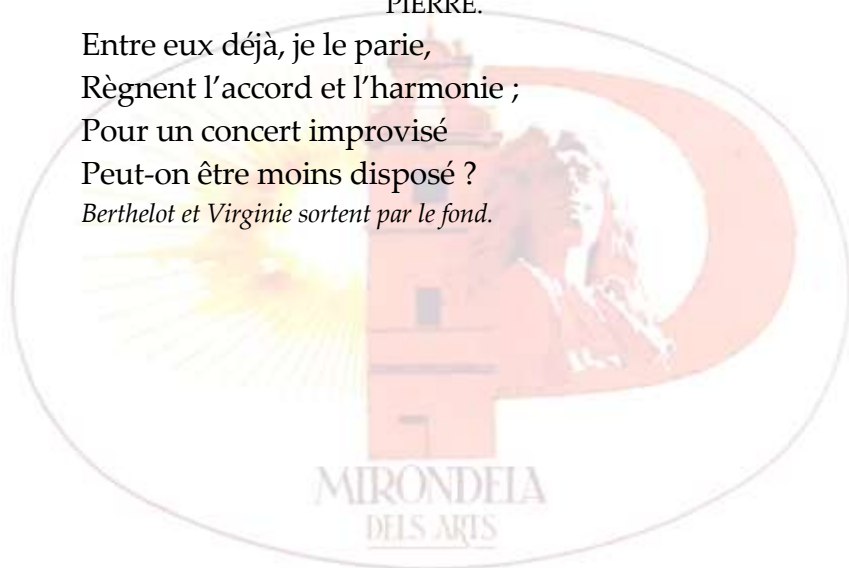 PIERRE.
Entre eux déjà, je le parie,
Règnent l’accord et l’harmonie ;
Pour un concert improvisé
Peut-on être moins disposé ?
Berthelot et Virginie sortent par le fond.
MIRONDELA
DELS ARTS